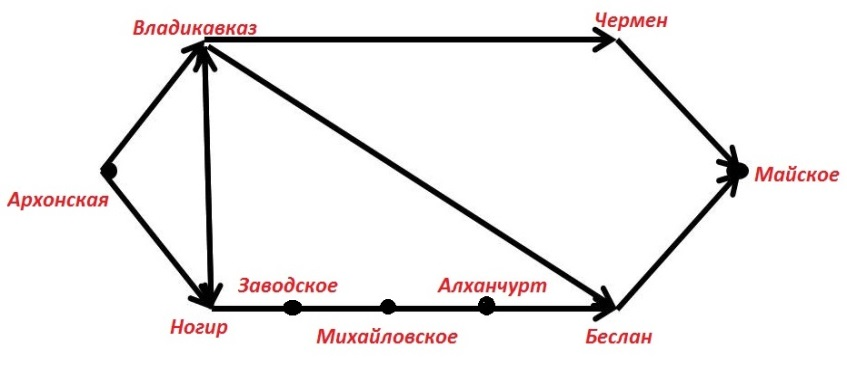 Владикавказ
Чермен
Архонская
Майское
Заводское
Алханчурт
Ногир
Михайловское
Беслан